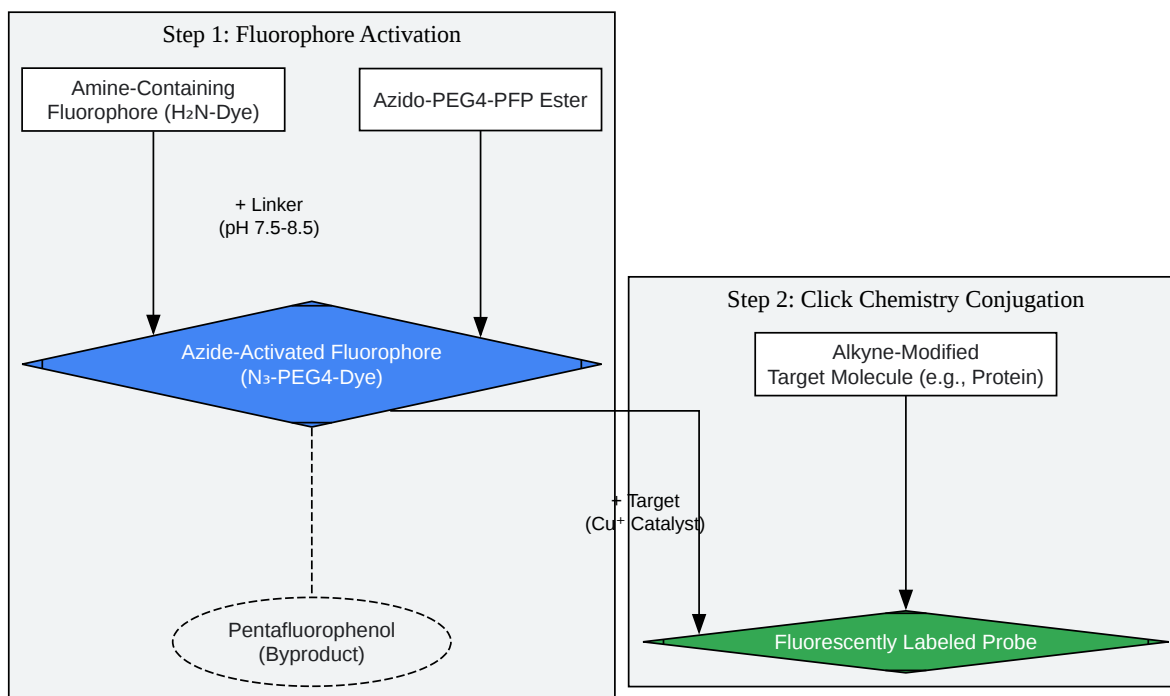 Step 1: Fluorophore Activation
Amine-Containing
Fluorophore (H₂N-Dye)
Azido-PEG4-PFP Ester
+ Linker
(pH 7.5-8.5)
Azide-Activated Fluorophore
(N₃-PEG4-Dye)
Pentafluorophenol
(Byproduct)
Step 2: Click Chemistry Conjugation
Alkyne-Modified
Target Molecule (e.g., Protein)
+ Target
(Cu⁺ Catalyst)
Fluorescently Labeled Probe